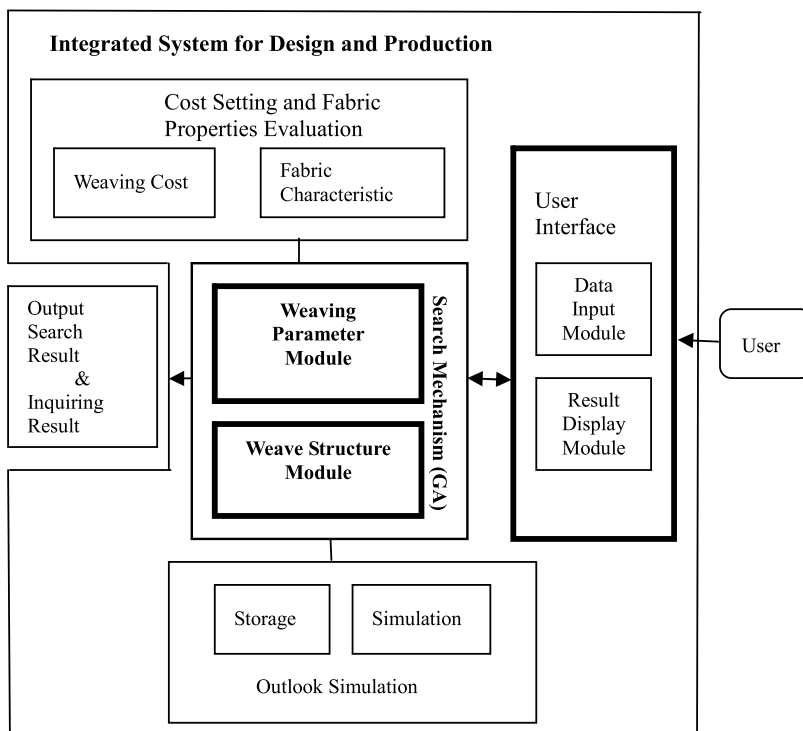 Integrated System for Design and Production
Cost Setting and Fabric
Properties Evaluation
Weaving Cost
Fabric
Characteristic
User
Interface
Data
Input
Module
Result
Display
Module
User
Weaving
Parameter
Module
Weave Structure
Module
Search Mechanism (GA)
Output
Search
Result
&
Inquiring
Result
Storage
Simulation
Outlook Simulation